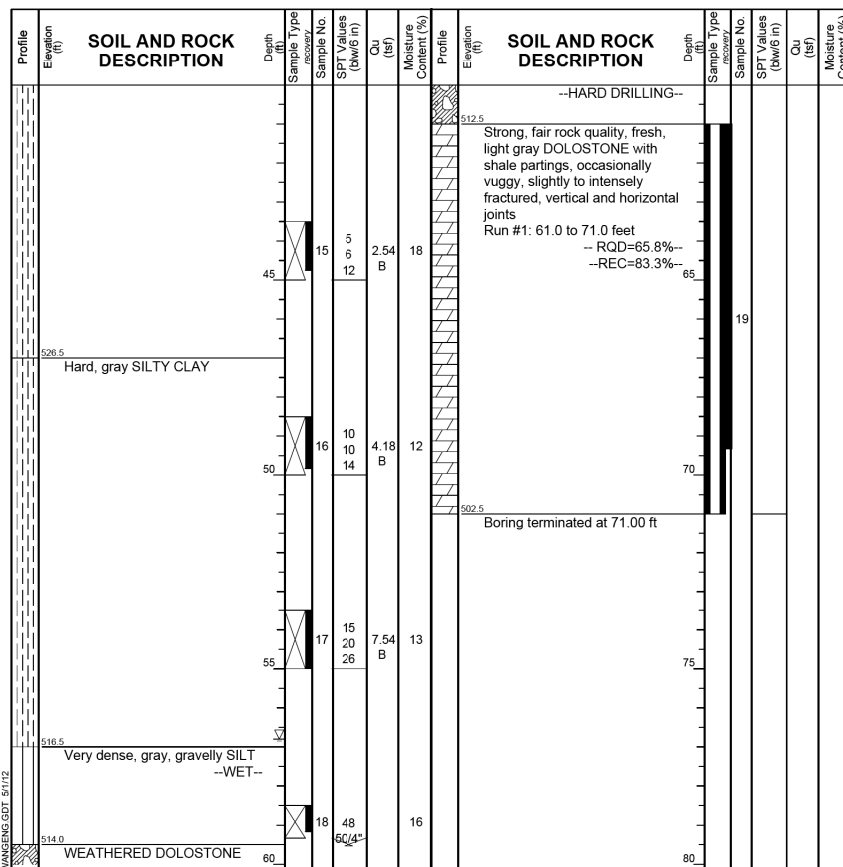 Profile
Elevation (ft)
SOIL AND ROCK
DESCRIPTION
Depth (ft)
Sample Type
recovery
Sample No.
SPT Values (blw/6 in)
Qu (tsf)
Moisture Content (%)
Profile
Elevation (ft)
SOIL AND ROCK
DESCRIPTION
Depth (ft)
Sample Type
recovery
Sample No.
SPT Values (blw/6 in)
Qu (tsf)
Moisture Content (%)
15
5
6
12
2.54
B
18
45
526.5
Hard, gray SILTY CLAY
16
10
10
14
4.18
B
12
50
17
15
20
26
7.54
B
13
55
516.5
Very dense, gray, gravelly SILT
--WET--
18
48
50/4"
16
514.0
WEATHERED DOLOSTONE
60
WANGENG.GDT 5/1/12
--HARD DRILLING--
512.5
Strong, fair rock quality, fresh,
light gray DOLOSTONE with
shale partings, occasionally
vuggy, slightly to intensely
fractured, vertical and horizontal
joints
Run #1: 61.0 to 71.0 feet
-- RQD=65.8%--
--REC=83.3%--
65
19
70
502.5
Boring terminated at 71.00 ft
75
80